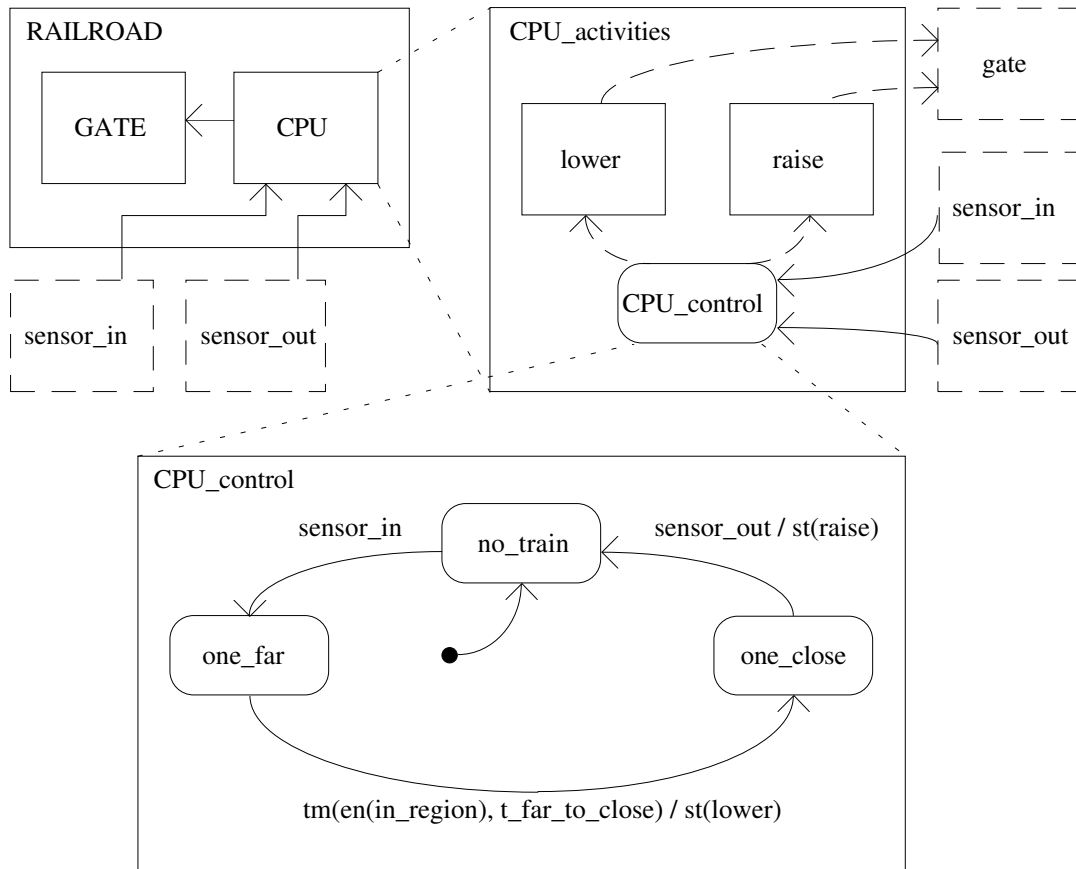 RAILROAD
GATE
CPU
sensor_in
sensor_out
CPU_activities
lower
raise
CPU_control
gate
sensor_in
sensor_out
CPU_control
sensor_in
no_train
sensor_out / st(raise)
one_far
one_close
tm(en(in_region), t_far_to_close) / st(lower)